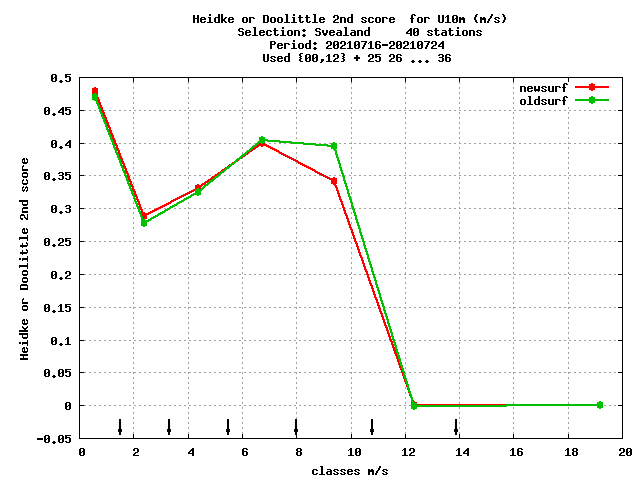 Heidke or Doolittle 2nd score  for U10m (m/s)
Selection: Svealand     40 stations
Period: 20210716-20210724
Used {00,12} + 25 26 ... 36
newsurf
oldsurf
Heidke or Doolittle 2nd score
0.5
0.45
0.4
0.35
0.3
0.25
0.2
0.15
0.1
0.05
0
-0.05
0 2 4 6 8 10 12 14 16 18 20
classes m/s